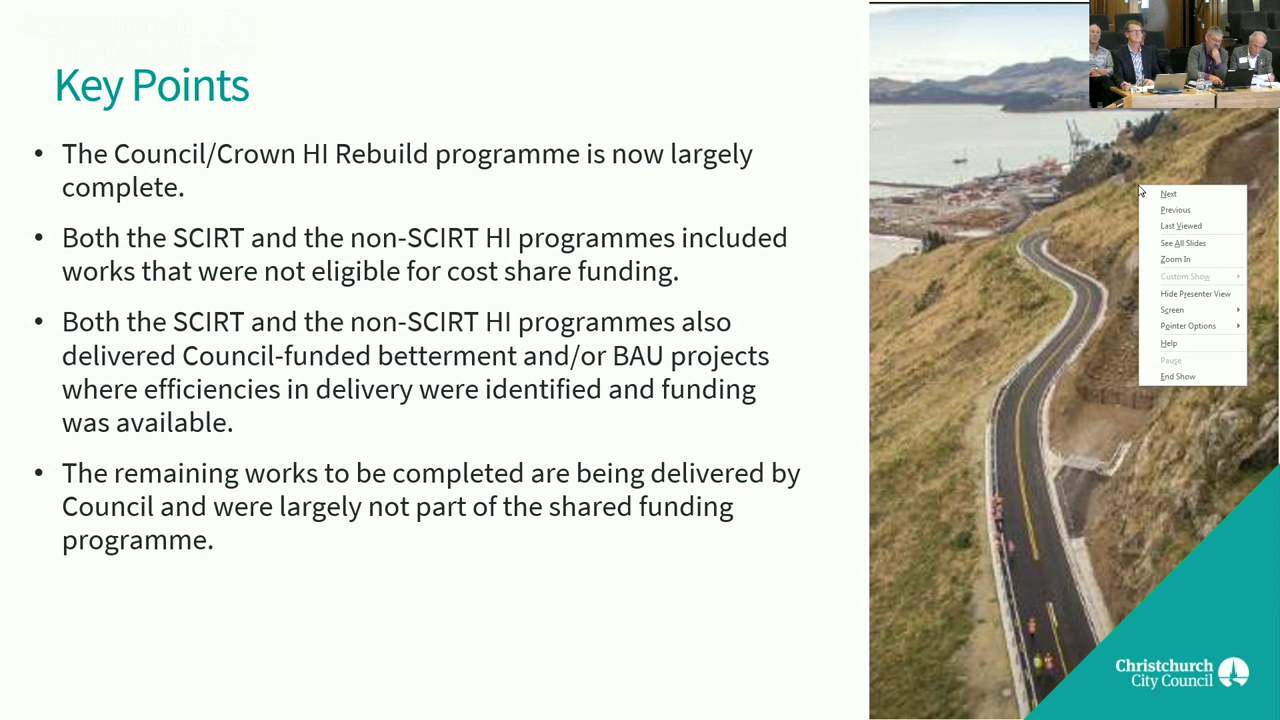 Key Points
• The Council/Crown HI Rebuild programme is now largely
complete.
• Both the SCIRT and the non-SCIRT HI programmes included
works that were not eligible for cost share funding.
• Both the SCIRT and the non-SCIRT HI programmes also
delivered Council-funded betterment and/or BAU projects
where efficiencies in delivery were identified and funding
was available.
• The remaining works to be completed are being delivered by
Council and were largely not part of the shared funding
programme.
Next
Previous
Last Viewed
See All Slides
Zoom In
Custom Show
Hide Presenter View
Screen
Pointer Options
Help
Pause
End Show
Christchurch
City Council